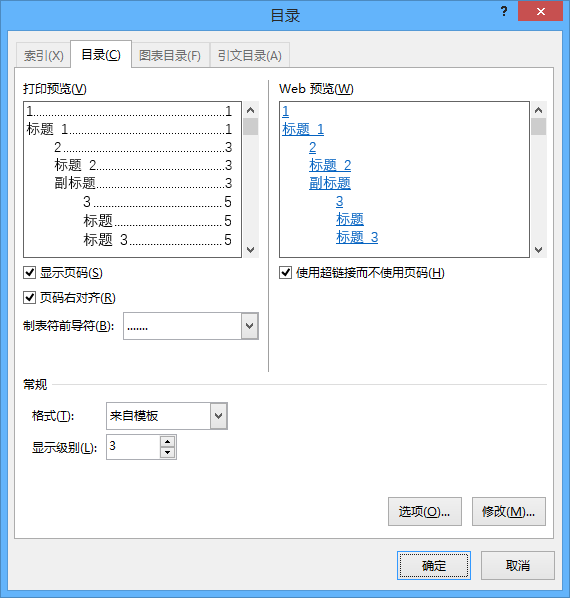 目录
?
索引(X) 目录(C) 图表目录(F) 引文目录(A)
打印预览(V)
1.......................................................1
标题 1................................................1
2................................................3
标题 2.........................................3
副标题.........................................3
3.........................................5
标题...................................5
标题 3................................5
显示页码(S)
页码右对齐(R)
制表符前导符(B): .......
Web 预览(W)
1
标题 1
2
标题 2
副标题
3
标题
标题 3
使用超链接而不使用页码(H)
常规
格式(T): 来自模板
显示级别(L): 3
选项(O)... 修改(M)...
确定 取消